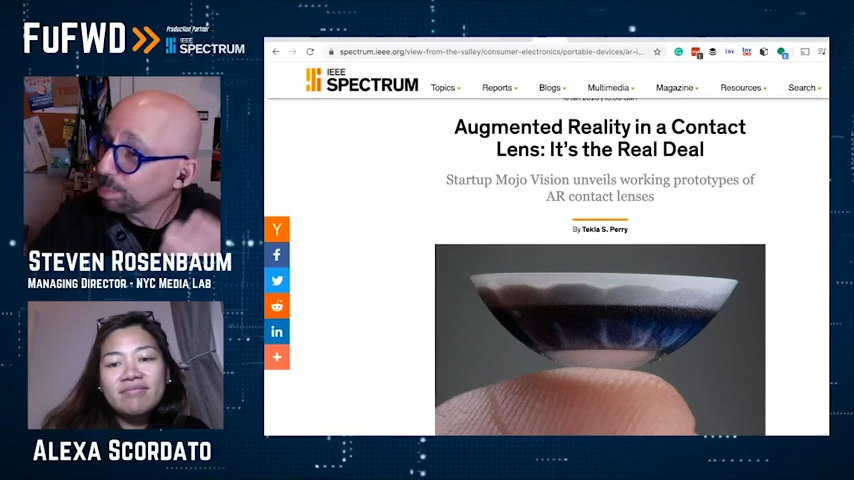 FUFWD
Production Partner
IEEE
SPECTRUM
STEVEN ROSENBAUM
MANAGING DIRECTOR - NYC MEDIA LAB
ALEXA SCORDATO
spectrum.ieee.org/view-from-the-valley/consumer-electronics/portable-devices/ar-i...
inv
Inv
IEEE
SPECTRUM
Topics
Reports
Blogs
Multimedia
Magazine
Resources
Search
Augmented Reality in a Contact
Lens: It's the Real Deal
Startup Mojo Vision unveils working prototypes of
AR contact lenses
By Tekla S. Perry
Y
f
in
+